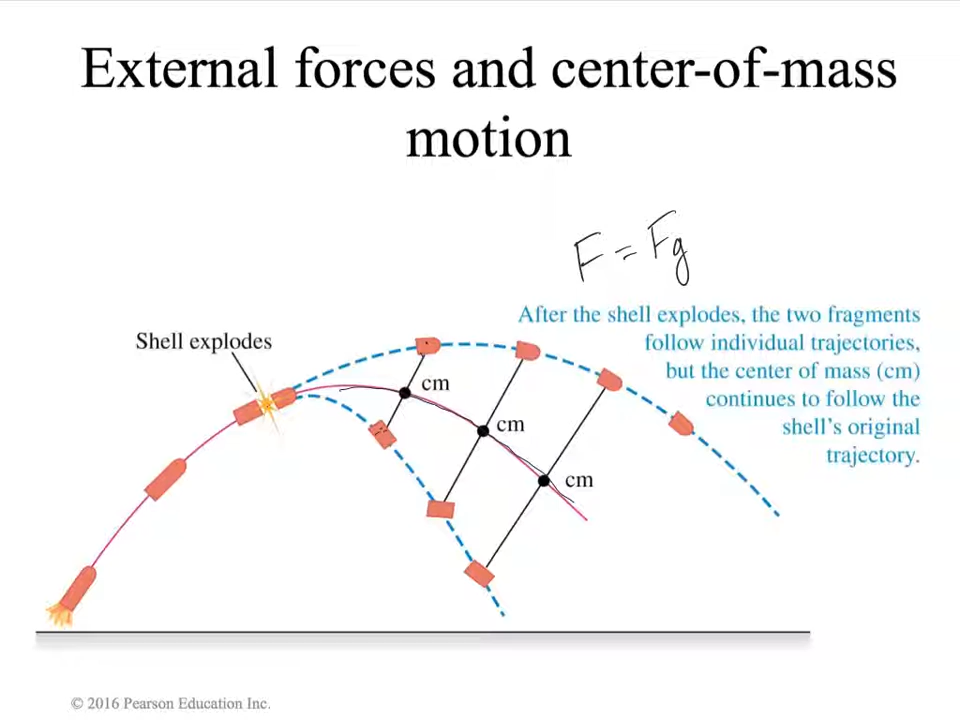 External forces and center-of-mass
motion
F = Fg
After the shell explodes, the two fragments
follow individual trajectories,
but the center of mass (cm)
continues to follow the
shell's original
trajectory.
Shell explodes
cm
cm
cm
© 2016 Pearson Education Inc.